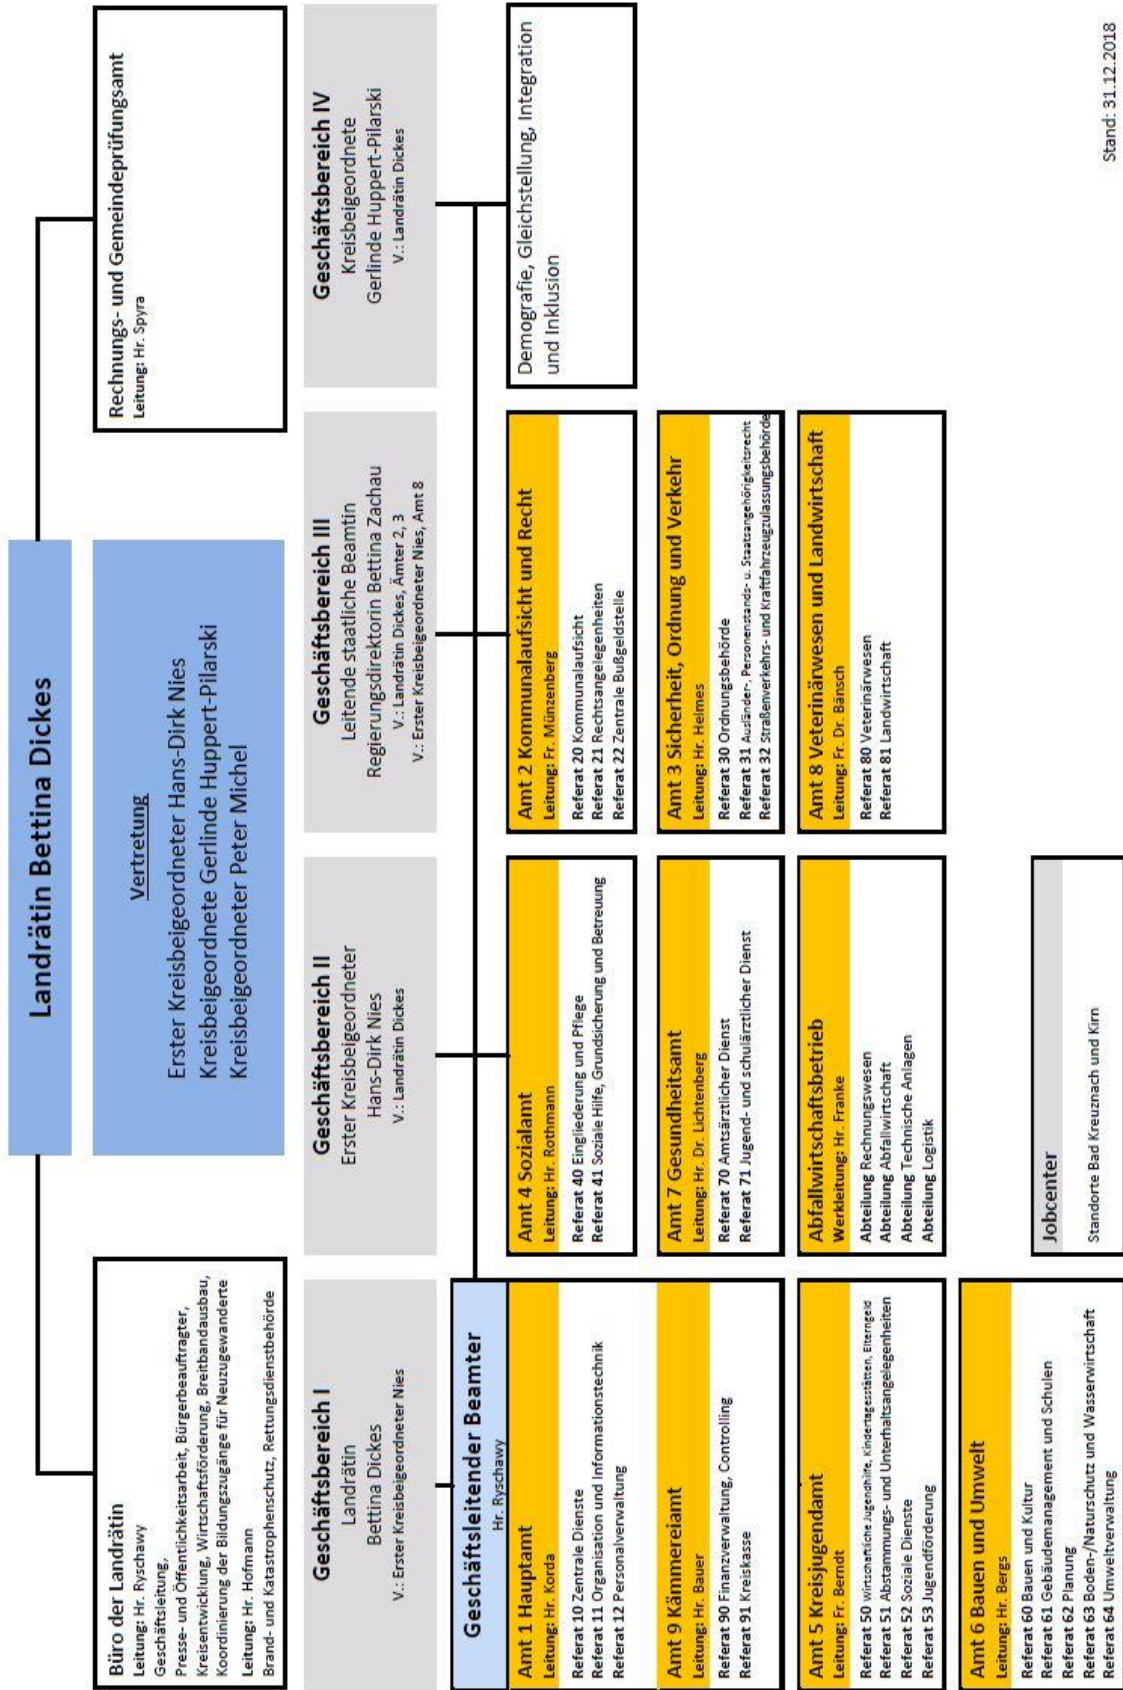 Landrätin Bettina Dickes
Büro der Landrätin
Leitung: Hr. Ryschawy
Geschäftsleitung,
Presse- und Öffentlichkeitsarbeit, Bürgerbeauftragter,
Kreisentwicklung, Wirtschaftsförderung, Breitbandausbau,
Koordinierung der Bildungszugänge für Neuzugewanderte
Leitung: Hr. Hofmann
Brand- und Katastrophenschutz, Rettungsdienstbehörde
Vertretung
Erster Kreisbeigeordneter Hans-Dirk Nies
Kreisbeigeordnete Gerlinde Huppert-Pilarski
Kreisbeigeordneter Peter Michel
Rechnungs- und Gemeindeprüfungsamt
Leitung: Hr. Spyra
Geschäftsbereich I
Landrätin
Bettina Dickes
V.: Erster Kreisbeigeordneter Nies
Geschäftsbereich II
Erster Kreisbeigeordneter
Hans-Dirk Nies
V.: Landrätin Dickes
Geschäftsbereich III
Leitende staatliche Beamtin
Regierungsdirektorin Bettina Zachau
V.: Landrätin Dickes, Ämter 2, 3
V.: Erster Kreisbeigeordneter Nies, Amt 8
Geschäftsbereich IV
Kreisbeigeordnete
Gerlinde Huppert-Pilarski
V.: Landrätin Dickes
Geschäftsleitender Beamter
Hr. Ryschawy
Amt 1 Hauptamt
Leitung: Hr. Korda
Referat 10 Zentrale Dienste
Referat 11 Organisation und Informationstechnik
Referat 12 Personalverwaltung
Amt 9 Kämmereiamt
Leitung: Hr. Bauer
Referat 90 Finanzverwaltung, Controlling
Referat 91 Kreiskasse
Amt 5 Kreisjugendamt
Leitung: Fr. Berndt
Referat 50 Wirtschaftliche Jugendhilfe, Kindertagesstätten, Elterngeld
Referat 51 Abstammungs- und Unterhaltsangelegenheiten
Referat 52 Soziale Dienste
Referat 53 Jugendförderung
Amt 6 Bauen und Umwelt
Leitung: Hr. Bergs
Referat 60 Bauen und Kultur
Referat 61 Gebäudemanagement und Schulen
Referat 62 Planung
Referat 63 Boden-/Naturschutz und Wasserwirtschaft
Referat 64 Umweltverwaltung
Amt 4 Sozialamt
Leitung: Hr. Rothmann
Referat 40 Eingliederung und Pflege
Referat 41 Soziale Hilfe, Grundsicherung und Betreuung
Amt 7 Gesundheitsamt
Leitung: Hr. Dr. Lichtenberg
Referat 70 Amtsärztlicher Dienst
Referat 71 Jugend- und schulärztlicher Dienst
Abfallwirtschaftsbetrieb
Werkleitung: Hr. Franke
Abteilung Rechnungswesen
Abteilung Abfallwirtschaft
Abteilung Technische Anlagen
Abteilung Logistik
Jobcenter
Standorte Bad Kreuznach und Kirn
Amt 2 Kommunalaufsicht und Recht
Leitung: Fr. Münzenberg
Referat 20 Kommunalaufsicht
Referat 21 Rechtsangelegenheiten
Referat 22 Zentrale Bußgeldstelle
Amt 3 Sicherheit, Ordnung und Verkehr
Leitung: Hr. Helmes
Referat 30 Ordnungsbehörde
Referat 31 Ausländer-, Personenstands- u. Staatsangehörigkeitsrecht
Referat 32 Straßenverkehrs- und Kraftfahrzeugzulassungsbehörde
Amt 8 Veterinärwesen und Landwirtschaft
Leitung: Fr. Dr. Bänsch
Referat 80 Veterinärwesen
Referat 81 Landwirtschaft
Demografie, Gleichstellung, Integration
und Inklusion
Stand: 31.12.2018